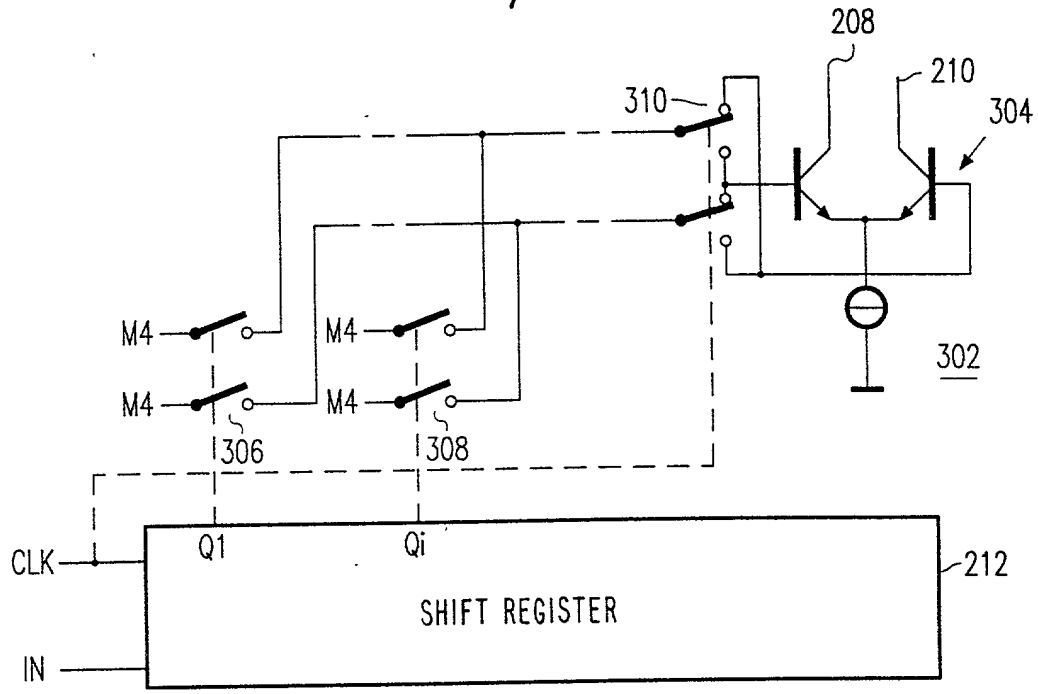 208
310
210
304
M4
M4
M4
M4
302
306
308
Q1
Qi
CLK
212
SHIFT REGISTER
IN